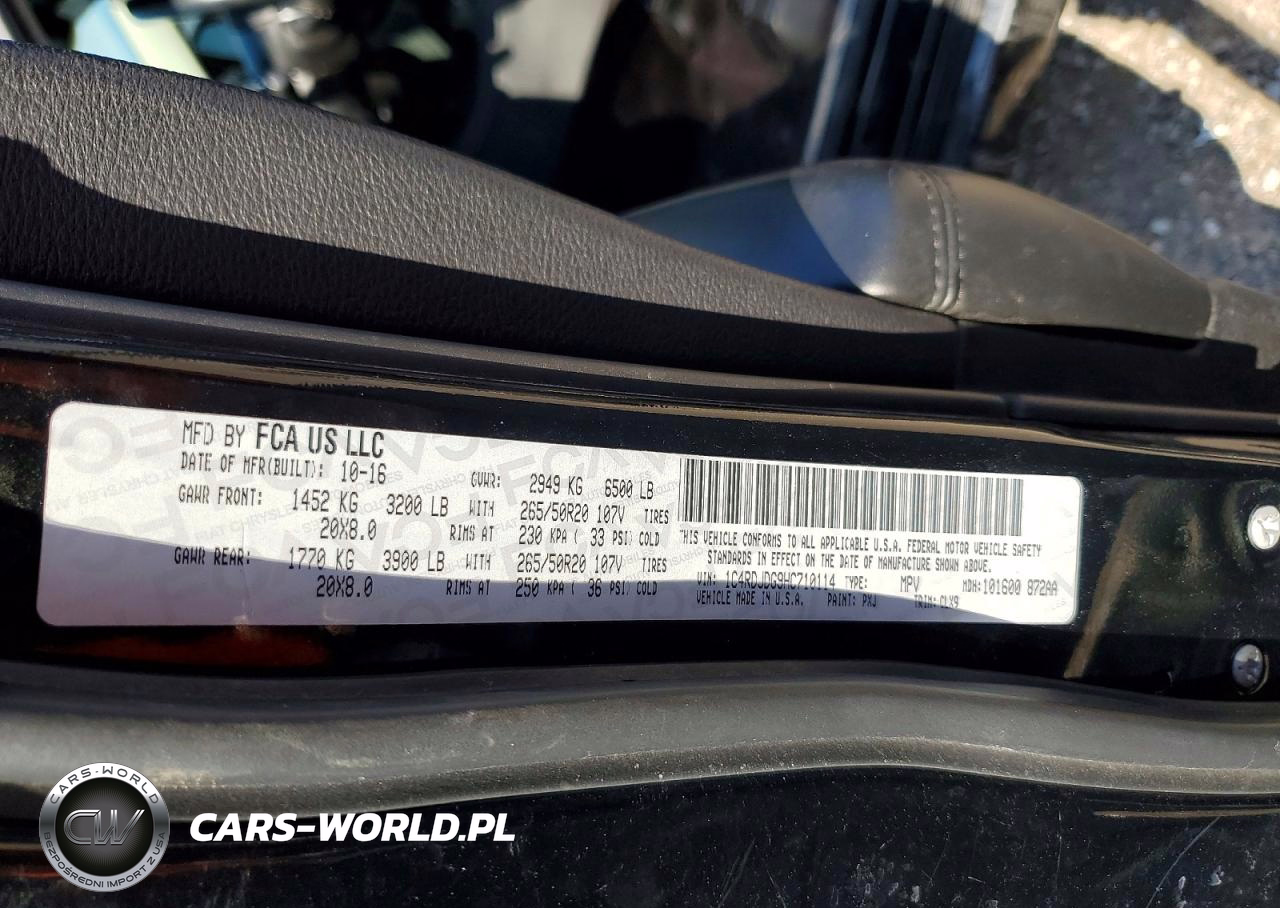 MFD BY FCA US LLC
DATE OF MFR(BUILT): 10-16
GVWR: 2949 KG 6500 LB
GAWR FRONT: 1452 KG 3200 LB WITH 265/50R20 107V TIRES
20X8.0 RIMS AT 230 KPA ( 33 PSI) COLD
GAWR REAR: 1770 KG 3900 LB WITH 265/50R20 107V TIRES
20X8.0 RIMS AT 250 KPA ( 36 PSI) COLD
THIS VEHICLE CONFORMS TO ALL APPLICABLE U.S.A. FEDERAL MOTOR VEHICLE SAFETY
STANDARDS IN EFFECT ON THE DATE OF MANUFACTURE SHOWN ABOVE.
VIN: 1C4RDJDG9HC710114 TYPE: MPV MDH:101600 872AA
VEHICLE MADE IN U.S.A. PAINT: PXJ TRIM: CLX9
CARS-WORLD
CW
BEZPOŚREDNI IMPORT Z USA
CARS-WORLD.PL